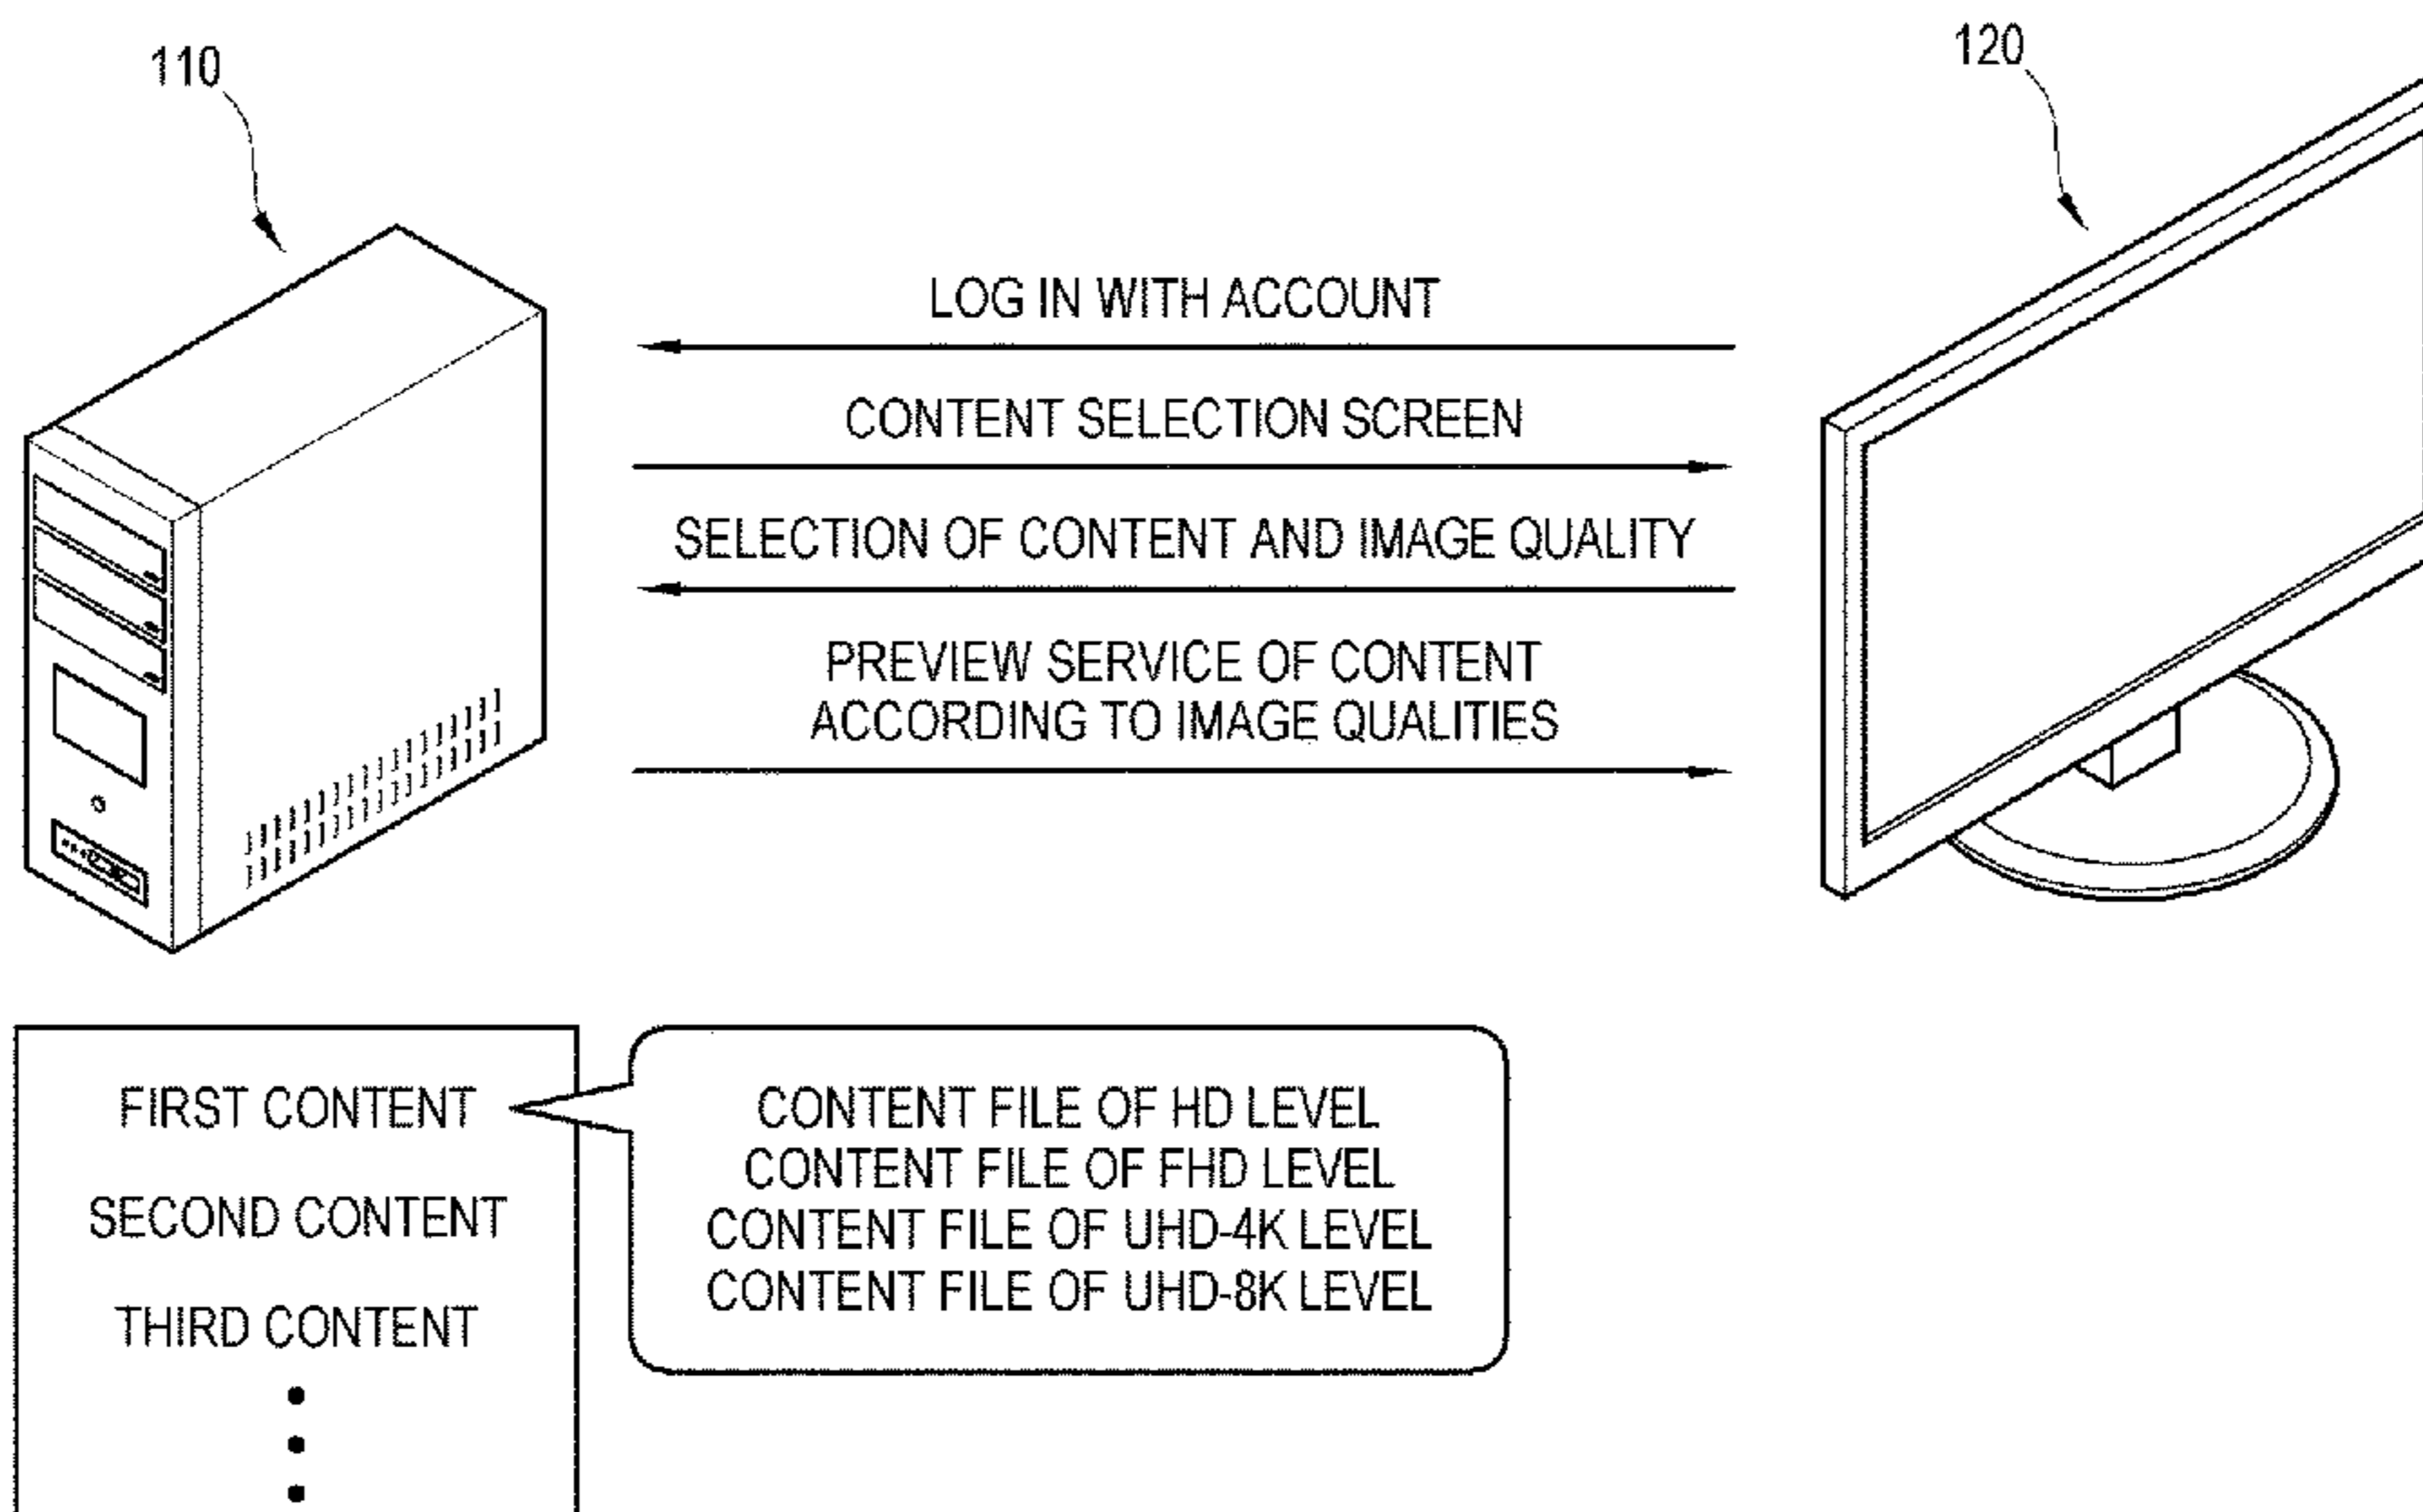 110
120
LOG IN WITH ACCOUNT
CONTENT SELECTION SCREEN
SELECTION OF CONTENT AND IMAGE QUALITY
PREVIEW SERVICE OF CONTENT
ACCORDING TO IMAGE QUALITIES
FIRST CONTENT
SECOND CONTENT
THIRD CONTENT
CONTENT FILE OF HD LEVEL
CONTENT FILE OF FHD LEVEL
CONTENT FILE OF UHD-4K LEVEL
CONTENT FILE OF UHD-8K LEVEL